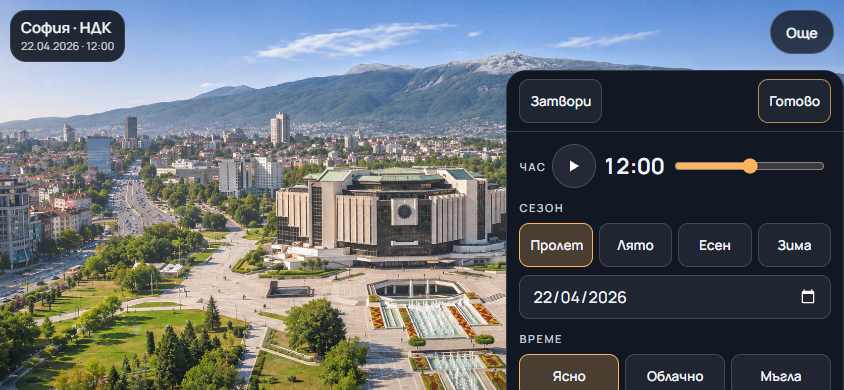 София · НДК
22.04.2026 · 12:00
Още
Затвори
Готово
ЧАС
12:00
СЕЗОН
Пролет
Лято
Есен
Зима
22/04/2026
ВРЕМЕ
Ясно
Облачно
Мъгла